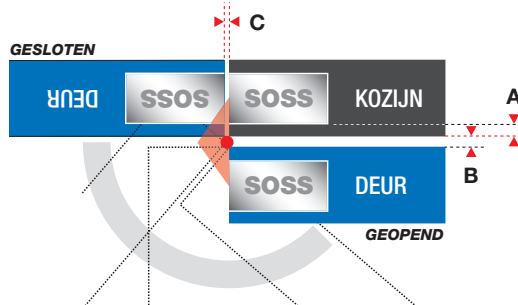 C
GESLOTEN
DEUR SOSS SOSS KOZIJN
A
B
SOSS DEUR
GEOPEND